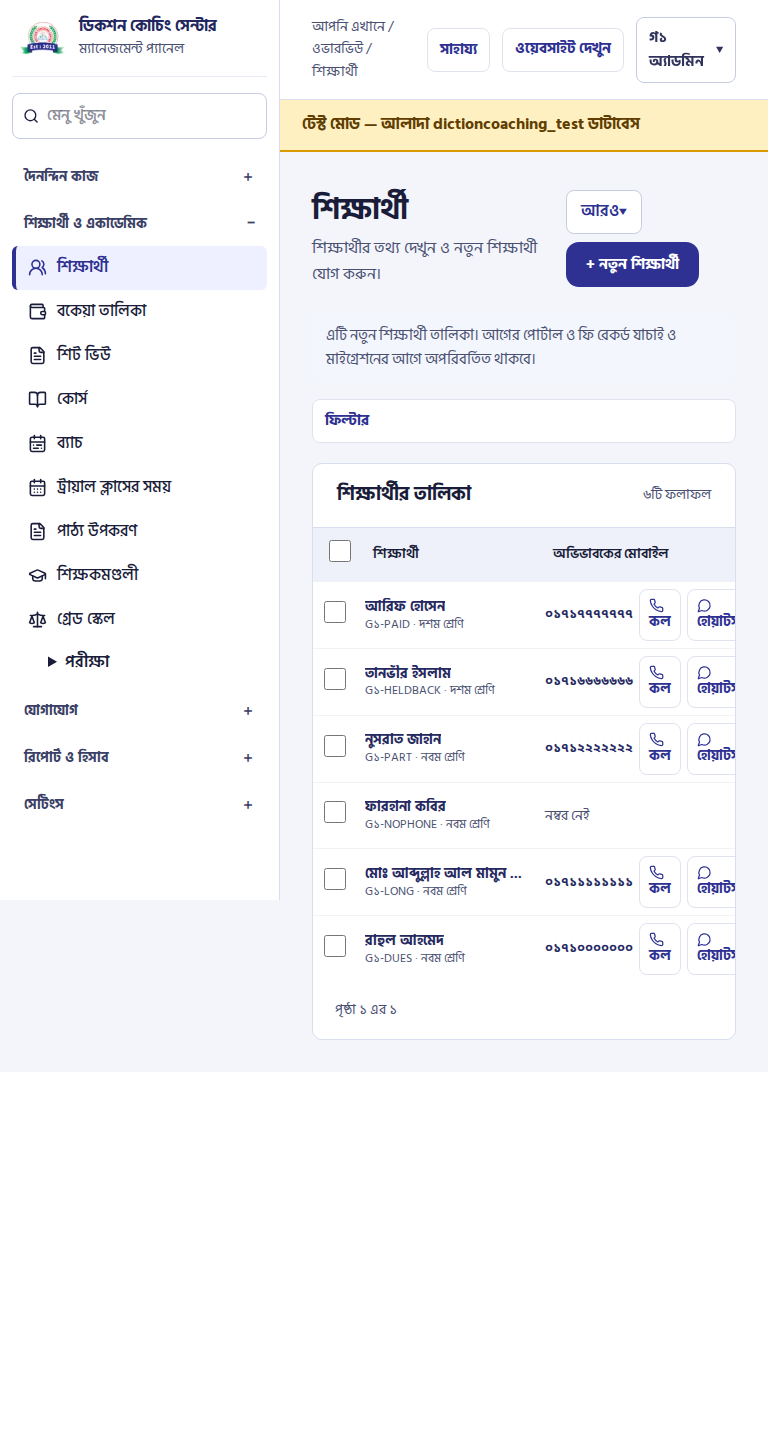 ডিকশন কোচিং সেন্টার
ম্যানেজমেন্ট প্যানেল
Est : 2011
মেনু খুঁজুন
দৈনন্দিন কাজ +
শিক্ষার্থী ও একাডেমিক −
শিক্ষার্থী
বকেয়া তালিকা
শিট ভিউ
কোর্স
ব্যাচ
ট্রায়াল ক্লাসের সময়
পাঠ্য উপকরণ
শিক্ষকমণ্ডলী
গ্রেড স্কেল
▶ পরীক্ষা
যোগাযোগ +
রিপোর্ট ও হিসাব +
সেটিংস +
আপনি এখানে /
ওভারভিউ /
শিক্ষার্থী
সাহায্য
ওয়েবসাইট দেখুন
গ১
অ্যাডমিন ▾
টেস্ট মোড — আলাদা dictioncoaching_test ডাটাবেস
শিক্ষার্থী
শিক্ষার্থীর তথ্য দেখুন ও নতুন শিক্ষার্থী
যোগ করুন।
আরও▾
+ নতুন শিক্ষার্থী
এটি নতুন শিক্ষার্থী তালিকা। আগের পোর্টাল ও ফি রেকর্ড যাচাই ও
মাইগ্রেশনের আগে অপরিবর্তিত থাকবে।
ফিল্টার
শিক্ষার্থীর তালিকা ৬টি ফলাফল
শিক্ষার্থী অভিভাবকের মোবাইল
আরিফ হোসেন
G১-PAID · দশম শ্রেণি
০১৭১৭৭৭৭৭৭৭ কল
তানভীর ইসলাম
G১-HELDBACK · দশম শ্রেণি
০১৭১৬৬৬৬৬৬৬ কল
নুসরাত জাহান
G১-PART · নবম শ্রেণি
০১৭১২২২২২২২ কল
ফারহানা কবির
G১-NOPHONE · নবম শ্রেণি
নম্বর নেই
মোঃ আব্দুল্লাহ আল মামুন ...
G১-LONG · নবম শ্রেণি
০১৭১১১১১১১১ কল
রাহুল আহমেদ
G১-DUES · নবম শ্রেণি
০১৭১০০০০০০০ কল
পৃষ্ঠা ১ এর ১